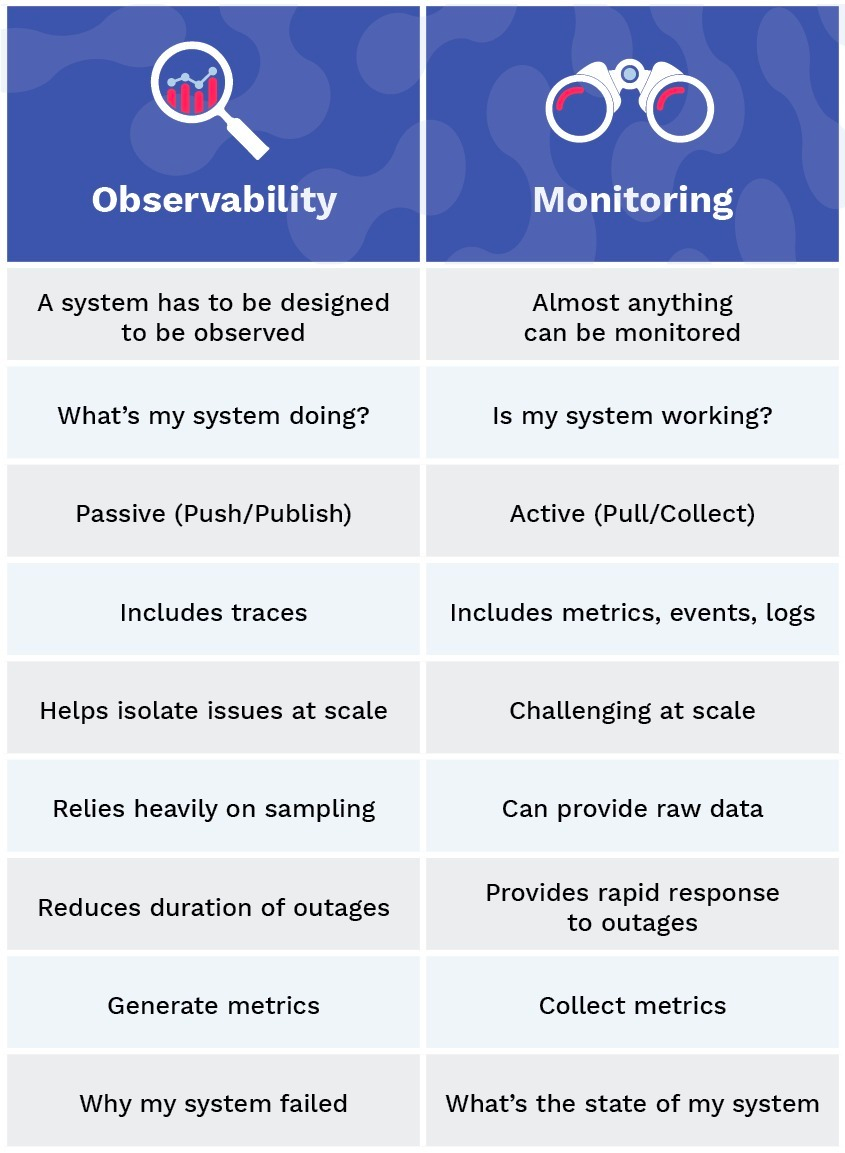 Observability
Monitoring
A system has to be designed
to be observed
Almost anything
can be monitored
What’s my system doing?
Is my system working?
Passive (Push/Publish)
Active (Pull/Collect)
Includes traces
Includes metrics, events, logs
Helps isolate issues at scale
Challenging at scale
Relies heavily on sampling
Can provide raw data
Reduces duration of outages
Provides rapid response
to outages
Generate metrics
Collect metrics
Why my system failed
What’s the state of my system